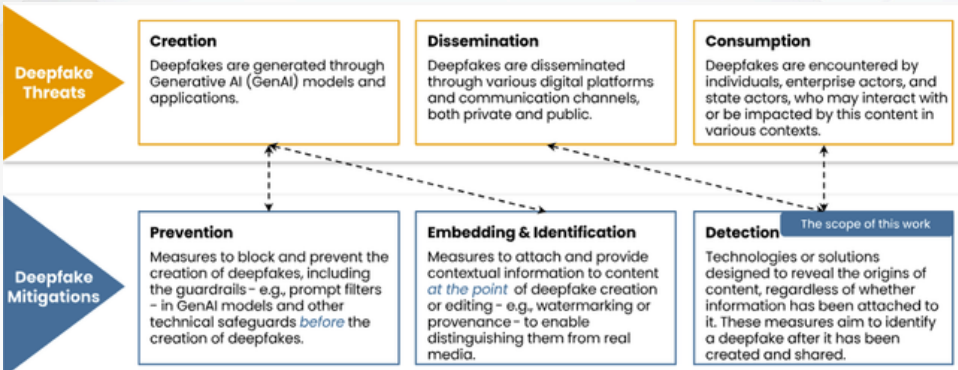 Deepfake
Threats
Creation
Deepfakes are generated through
Generative AI (GenAI) models and
applications.
Dissemination
Deepfakes are disseminated
through various digital platforms
and communication channels,
both private and public.
Consumption
Deepfakes are encountered by
individuals, enterprise actors, and
state actors, who may interact with
or be impacted by this content in
various contexts.
Deepfake
Mitigations
Prevention
Measures to block and prevent the
creation of deepfakes, including
the guardrails - e.g., prompt filters
- in GenAI models and other
technical safeguards before the
creation of deepfakes.
Embedding & Identification
Measures to attach and provide
contextual information to content
at the point of deepfake creation
or editing - e.g., watermarking or
provenance - to enable
distinguishing them from real
media.
The scope of this work
Detection
Technologies or solutions
designed to reveal the origins of
content, regardless of whether
information has been attached to
it. These measures aim to identify
a deepfake after it has been
created and shared.